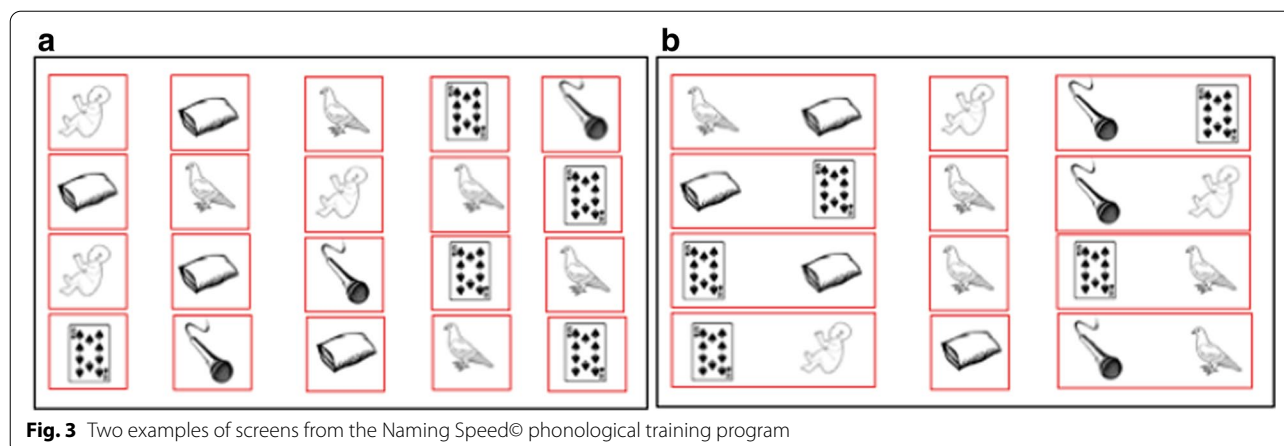 a
b
Fig. 3 Two examples of screens from the Naming Speed© phonological training program